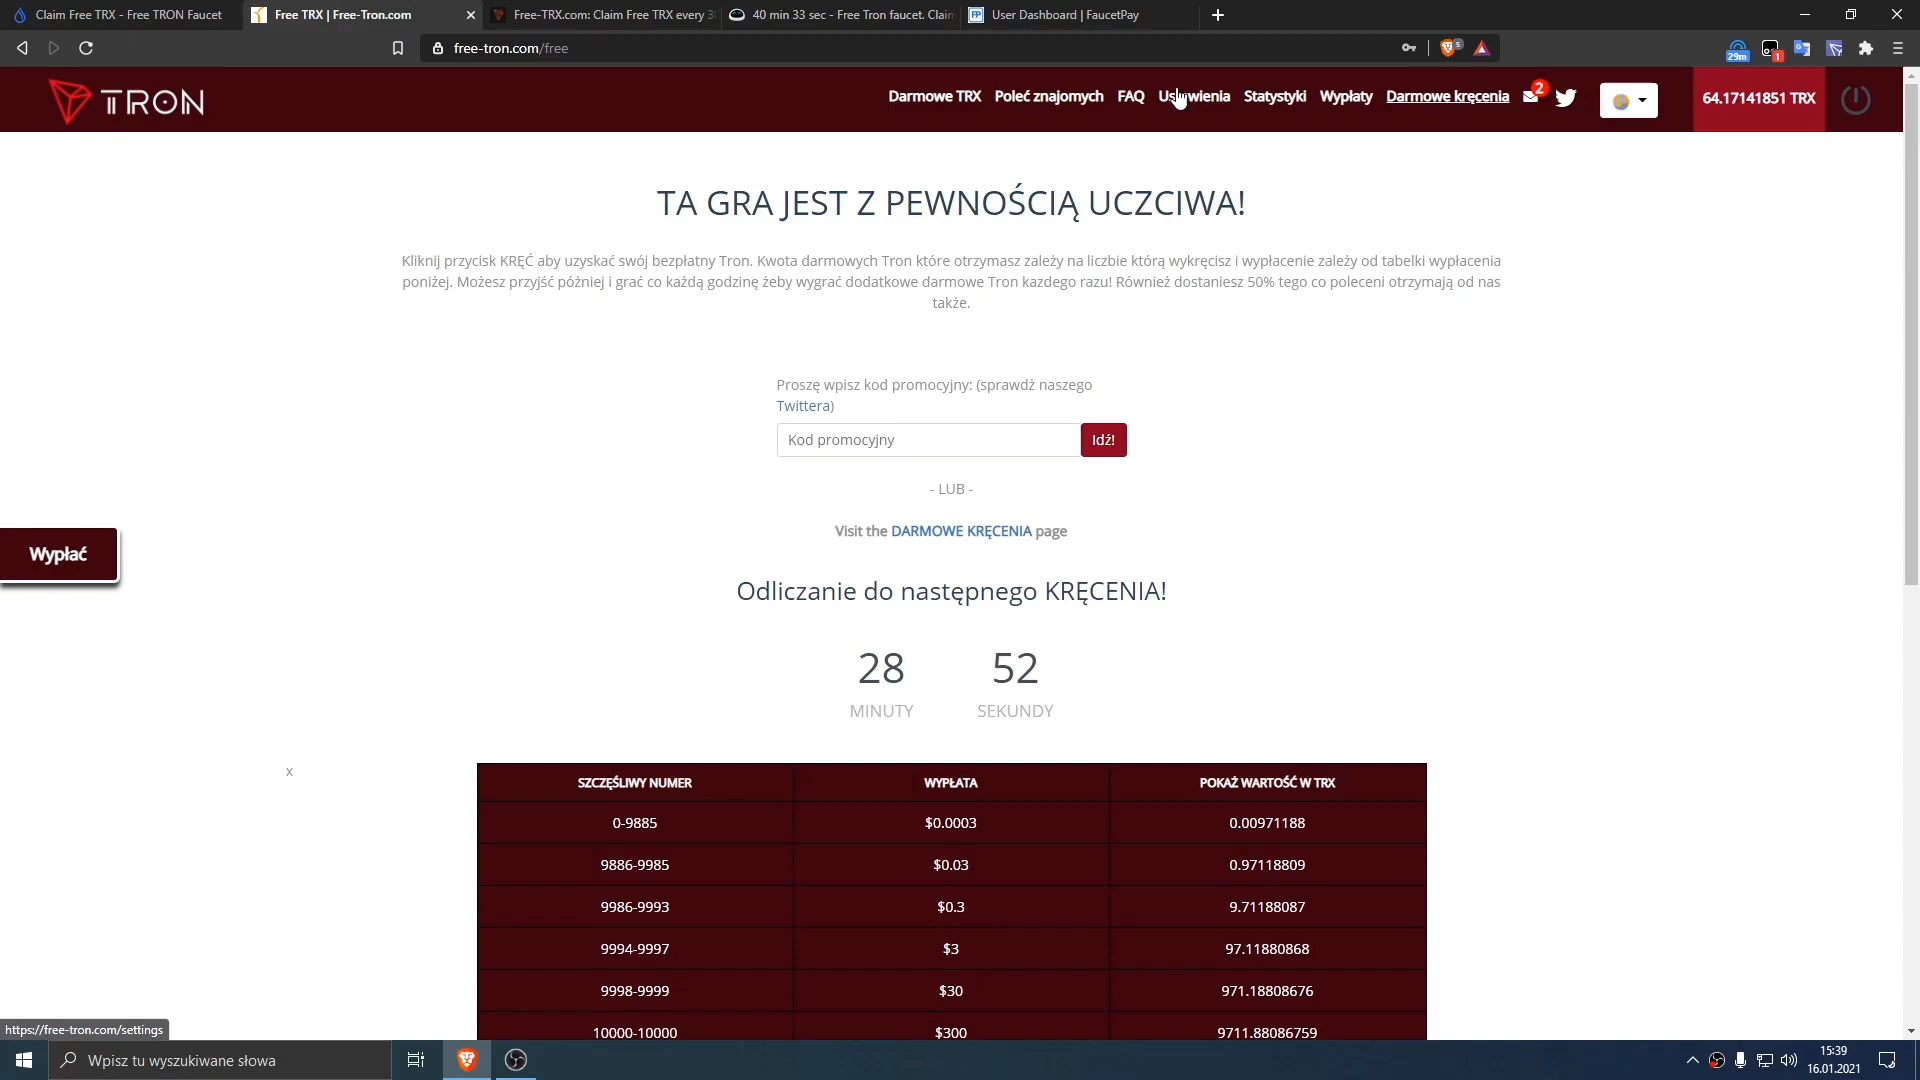 Claim Free TRX - Free TRON Faucet
Free TRX | Free-Tron.com
Free-TRX.com: Claim Free TRX every 3
40 min 33 sec - Free Tron faucet. Clai
User Dashboard | FaucetPay
free-tron.com/free
5
29m
1
TRON
Darmowe TRX
Poleć znajomych
FAQ
Ustawienia
Statystyki
Wypłaty
Darmowe kręcenia
2
64.17141851 TRX
TA GRA JEST Z PEWNOŚCIĄ UCZCIWA!
Kliknij przycisk KRĘĆ aby uzyskać swój bezpłatny Tron. Kwota darmowych Tron które otrzymasz zależy na liczbie którą wykręcisz i wypłacenie zależy od tabelki wypłacenia
poniżej. Możesz przyjść póżniej i grać co każdą godzinę żeby wygrać dodatkowe darmowe Tron kazdego razu! Również dostaniesz 50% tego co poleceni otrzymają od nas
także.
Proszę wpisz kod promocyjny: (sprawdź naszego
Twittera)
Kod promocyjny
Idź!
- LUB -
Visit the DARMOWE KRĘCENIA page
Wypłać
Odliczanie do następnego KRĘCENIA!
28 52
MINUTY SEKUNDY
x
SZCZĘŚLIWY NUMER WYPŁATA POKAŻ WARTOŚĆ W TRX
0-9885 $0.0003 0.00971188
9886-9985 $0.03 0.97118809
9986-9993 $0.3 9.71188087
9994-9997 $3 97.11880868
9998-9999 $30 971.18808676
10000-10000 $300 9711.88086759
https://free-tron.com/settings
Wpisz tu wyszukiwane słowa
15:39
16.01.2021